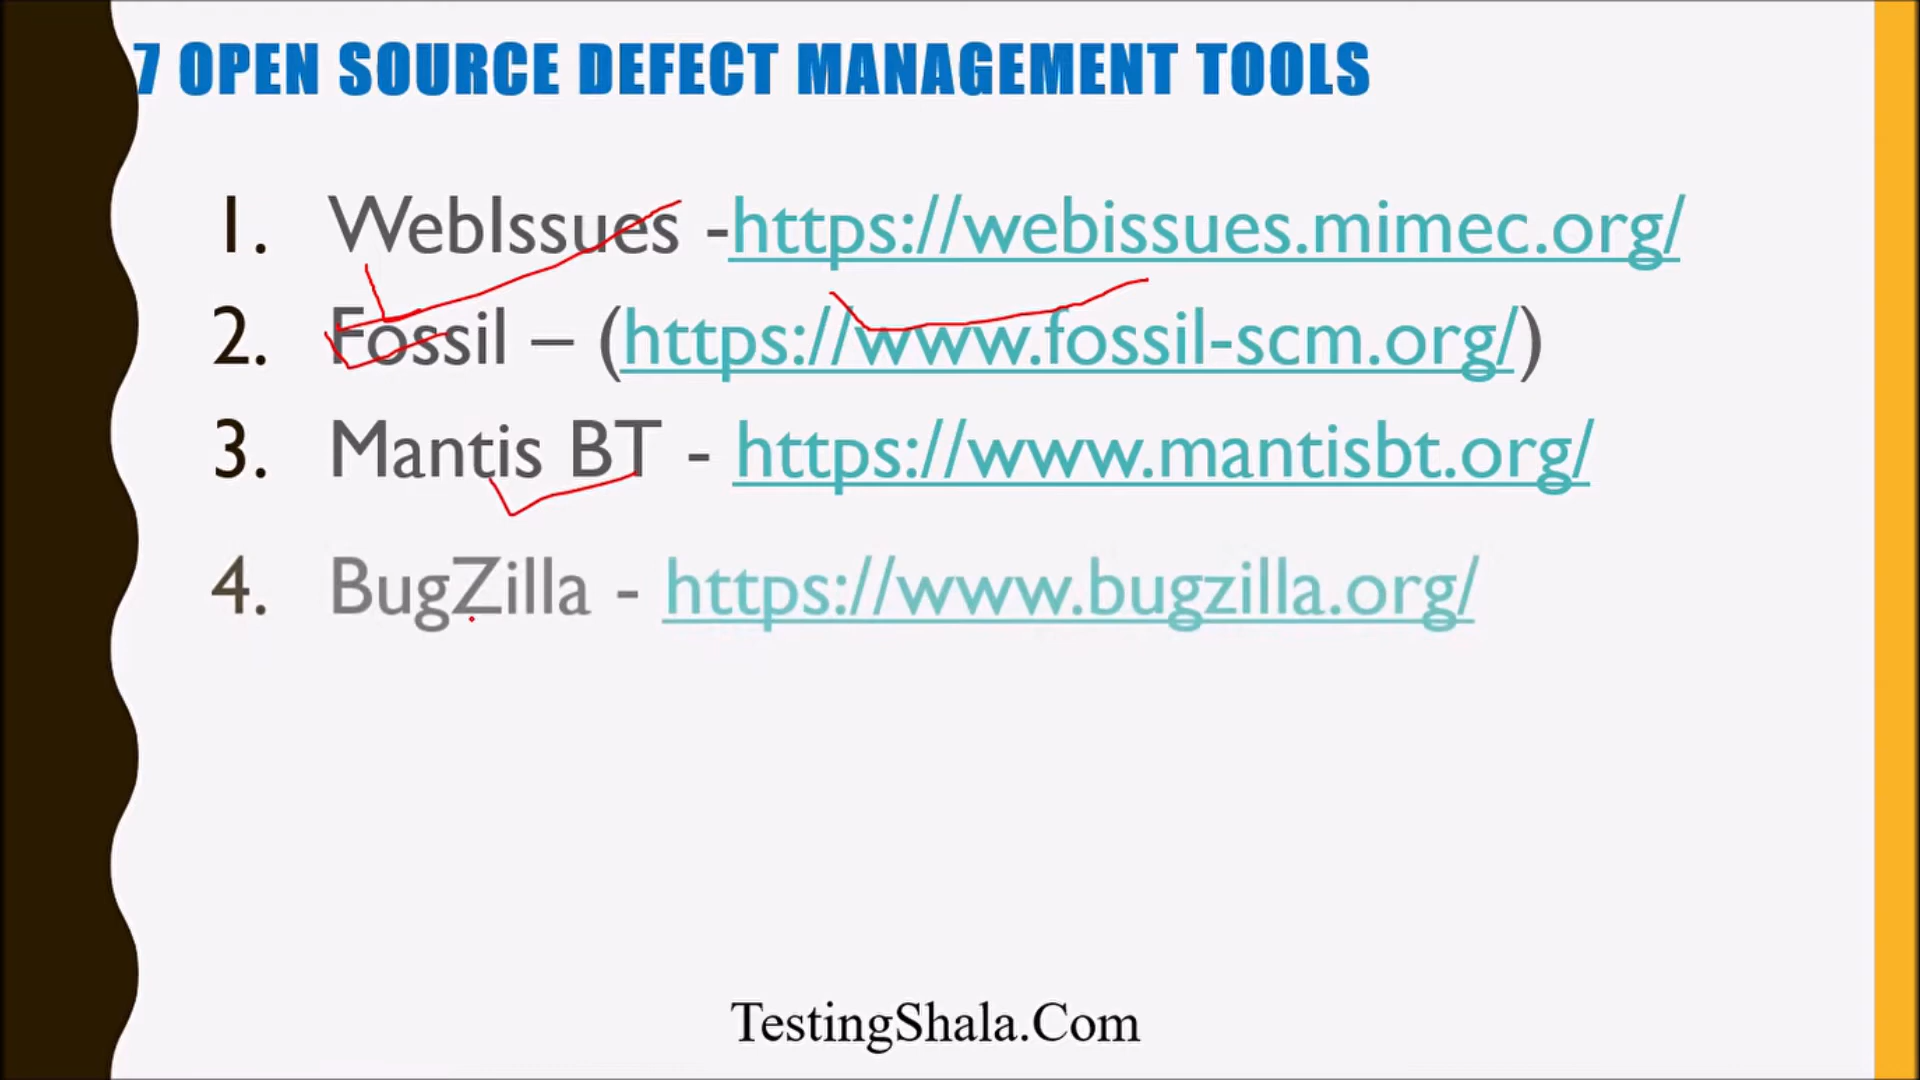 7 OPEN SOURCE DEFECT MANAGEMENT TOOLS
1. WebIssues -https://webissues.mimec.org/
2. Fossil – (https://www.fossil-scm.org/)
3. Mantis BT - https://www.mantisbt.org/
4. BugZilla - https://www.bugzilla.org/
TestingShala.Com